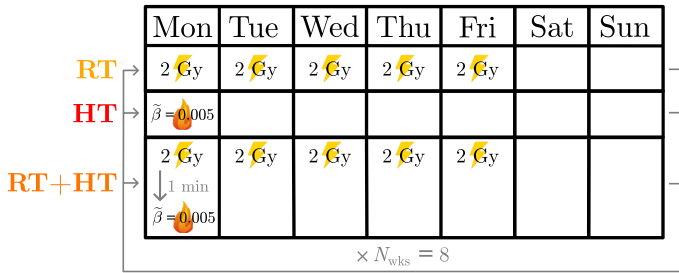 Mon Tue Wed Thu Fri Sat Sun
RT 2 Gy 2 Gy 2 Gy 2 Gy 2 Gy
HT β̃ = 0.005
RT+HT 2 Gy 2 Gy 2 Gy 2 Gy 2 Gy
1 min
β̃ = 0.005
× N_wks = 8